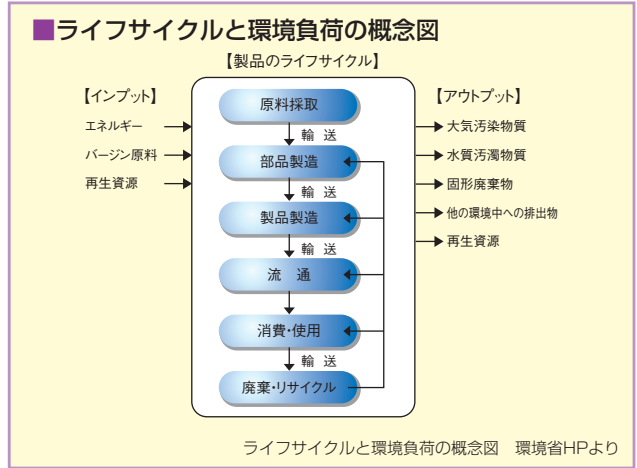 ■ライフサイクルと環境負荷の概念図
【製品のライフサイクル】
【インプット】
エネルギー
バージン原料
再生資源
原料採取
輸 送
部品製造
輸 送
製品製造
輸 送
流 通
消費・使用
輸 送
廃棄・リサイクル
【アウトプット】
大気汚染物質
水質汚濁物質
固形廃棄物
他の環境中への排出物
再生資源
ライフサイクルと環境負荷の概念図 環境省HPより